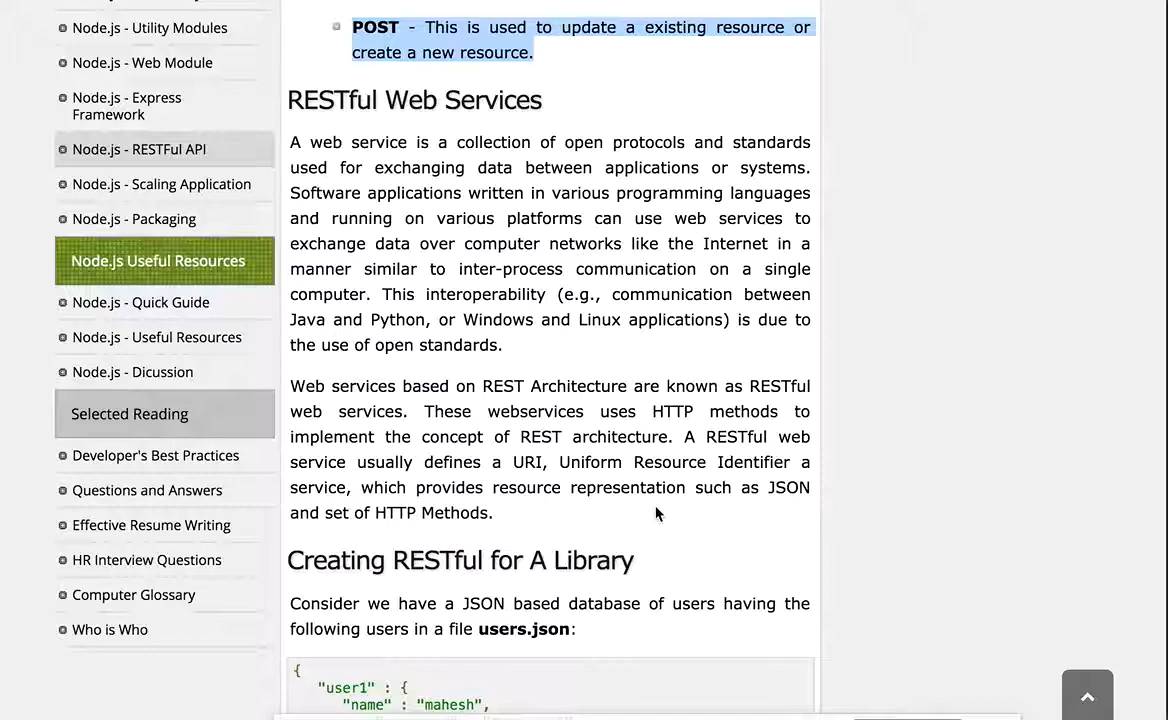 Node.js - Utility Modules
Node.js - Web Module
Node.js - Express
Framework
Node.js - RESTFul API
Node.js - Scaling Application
Node.js - Packaging
Node.js Useful Resources
Node.js - Quick Guide
Node.js - Useful Resources
Node.js - Dicussion
Selected Reading
Developer's Best Practices
Questions and Answers
Effective Resume Writing
HR Interview Questions
Computer Glossary
Who is Who
POST - This is used to update a existing resource or
create a new resource.
RESTful Web Services
A web service is a collection of open protocols and standards
used for exchanging data between applications or systems.
Software applications written in various programming languages
and running on various platforms can use web services to
exchange data over computer networks like the Internet in a
manner similar to inter-process communication on a single
computer. This interoperability (e.g., communication between
Java and Python, or Windows and Linux applications) is due to
the use of open standards.
Web services based on REST Architecture are known as RESTful
web services. These webservices uses HTTP methods to
implement the concept of REST architecture. A RESTful web
service usually defines a URI, Uniform Resource Identifier a
service, which provides resource representation such as JSON
and set of HTTP Methods.
Creating RESTful for A Library
Consider we have a JSON based database of users having the
following users in a file users.json:
{
"user1" : {
"name" : "mahesh",